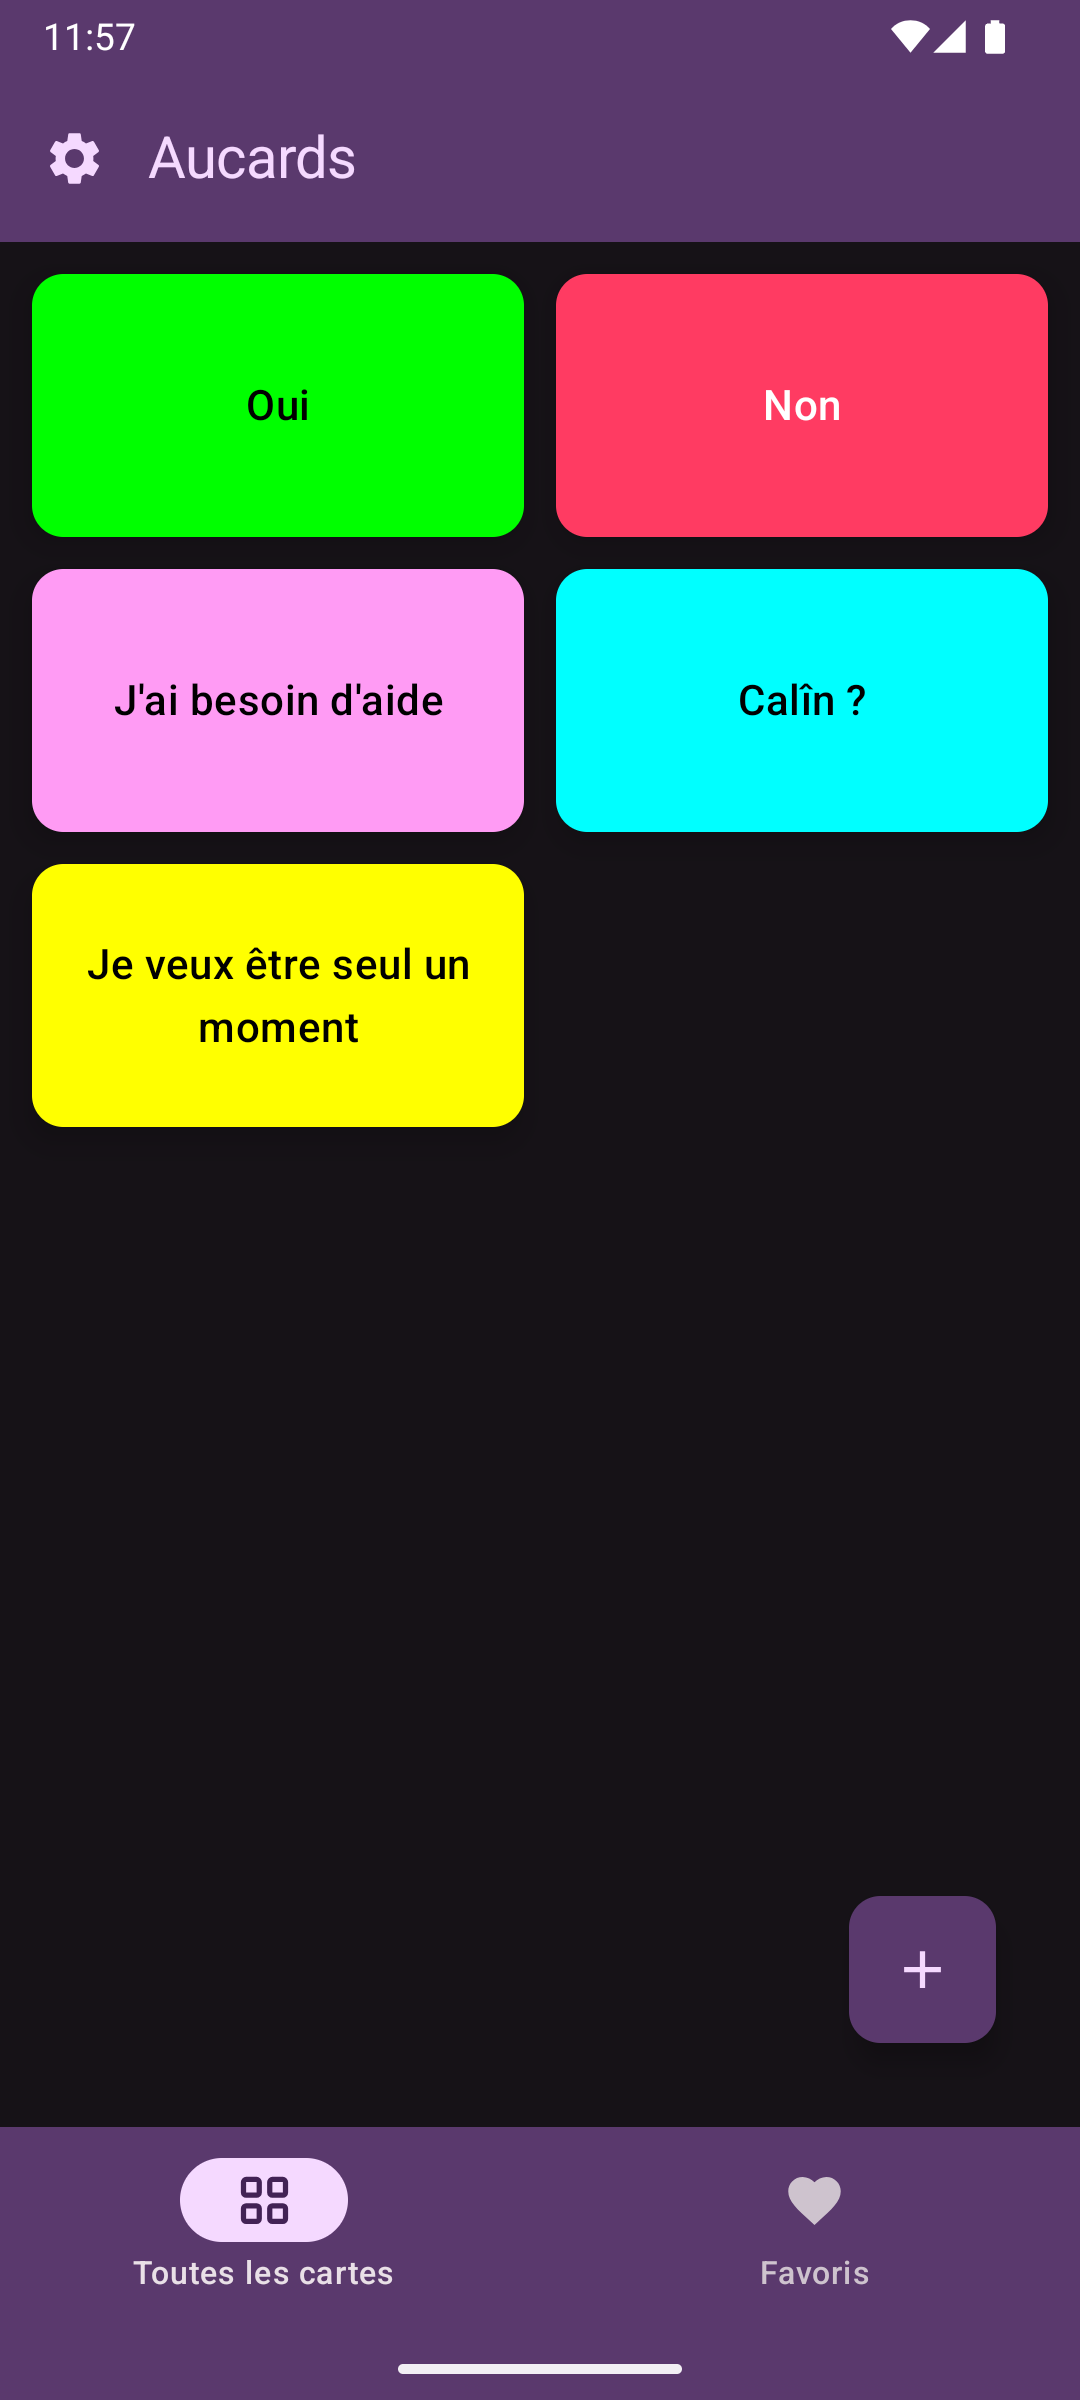 11:57
Aucards
Oui
Non
J'ai besoin d'aide
Calîn ?
Je veux être seul un
moment
Toutes les cartes
Favoris